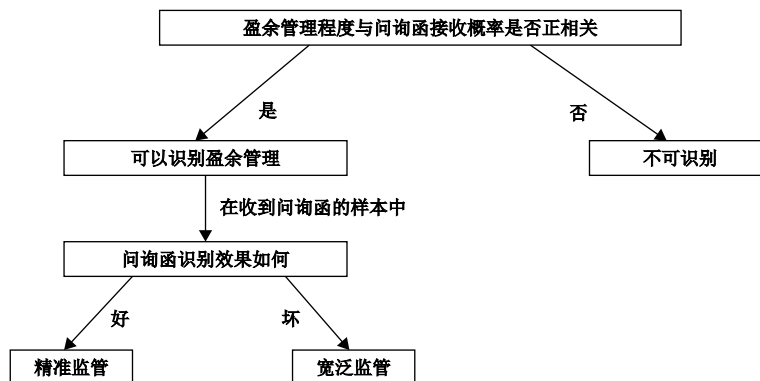 盈余管理程度与问询函接收概率是否正相关
是
否
可以识别盈余管理
不可识别
在收到问询函的样本中
问询函识别效果如何
好
坏
精准监管
宽泛监管